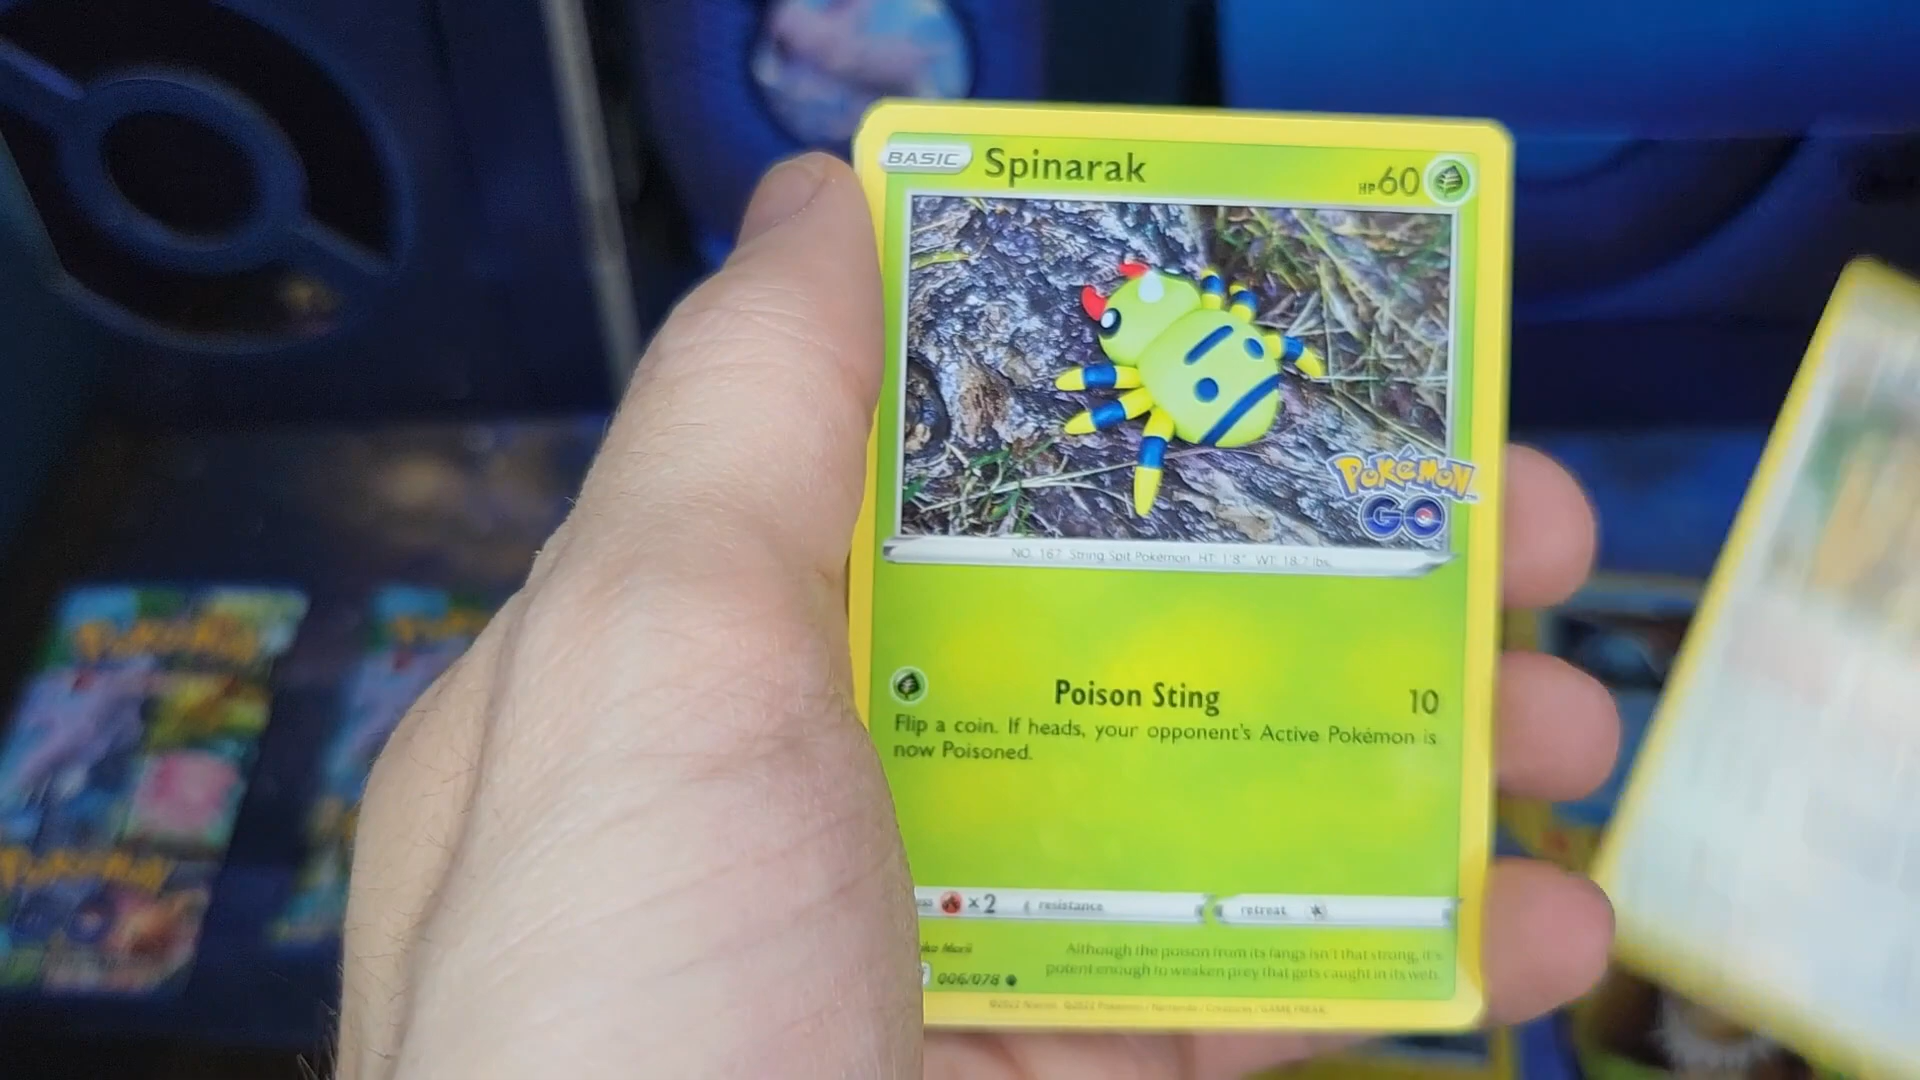 BASIC Spinarak HP60
POKéMON
GO
NO. 167 String Spit Pokémon HT: 1'8" WT: 18.7 lbs.
Poison Sting 10
Flip a coin. If heads, your opponent's Active Pokémon is
now Poisoned.
×2 resistance retreat
Although the poison from its fangs isn't that strong, it's
potent enough to weaken prey that gets caught in its web.
006/078